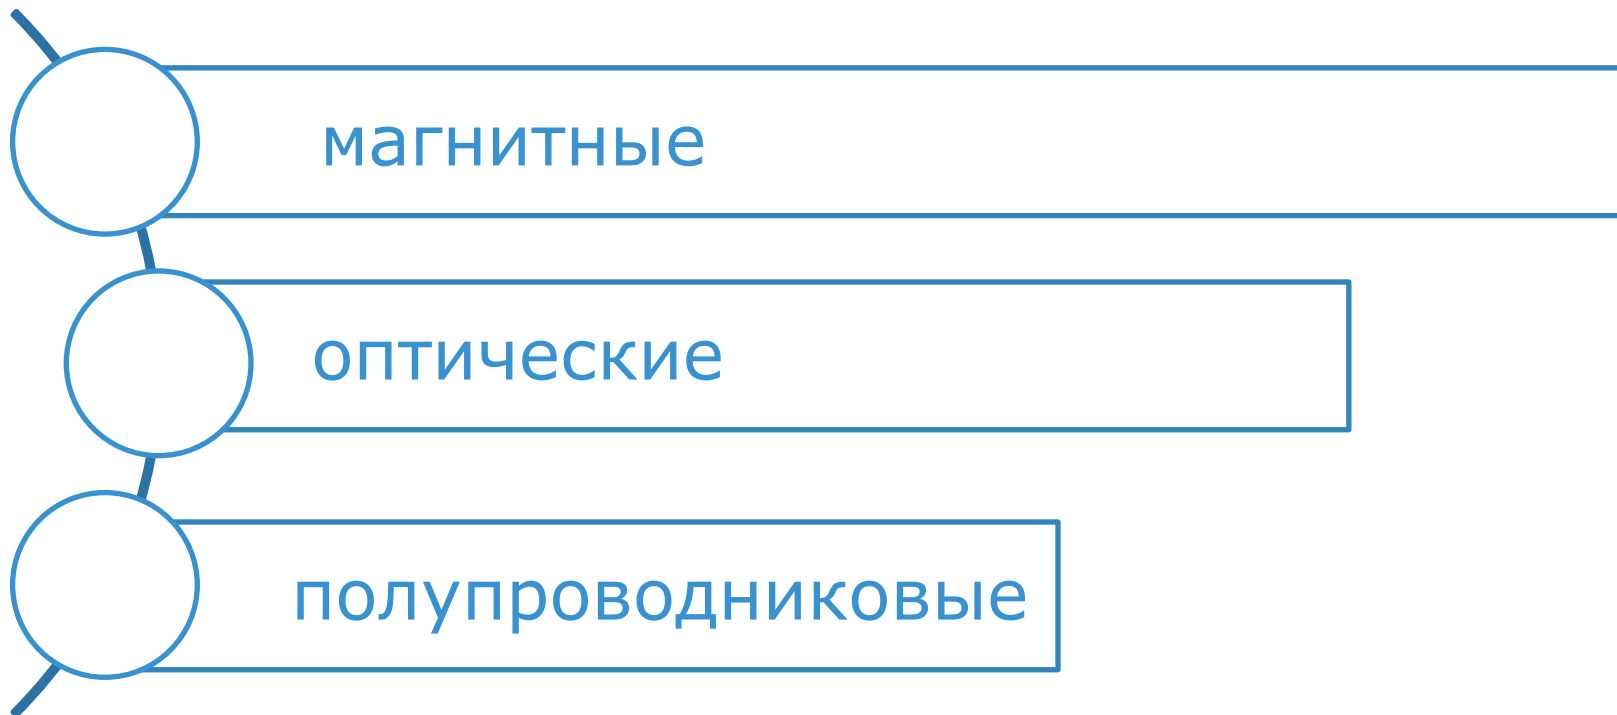 магнитные
оптические
полупроводниковые